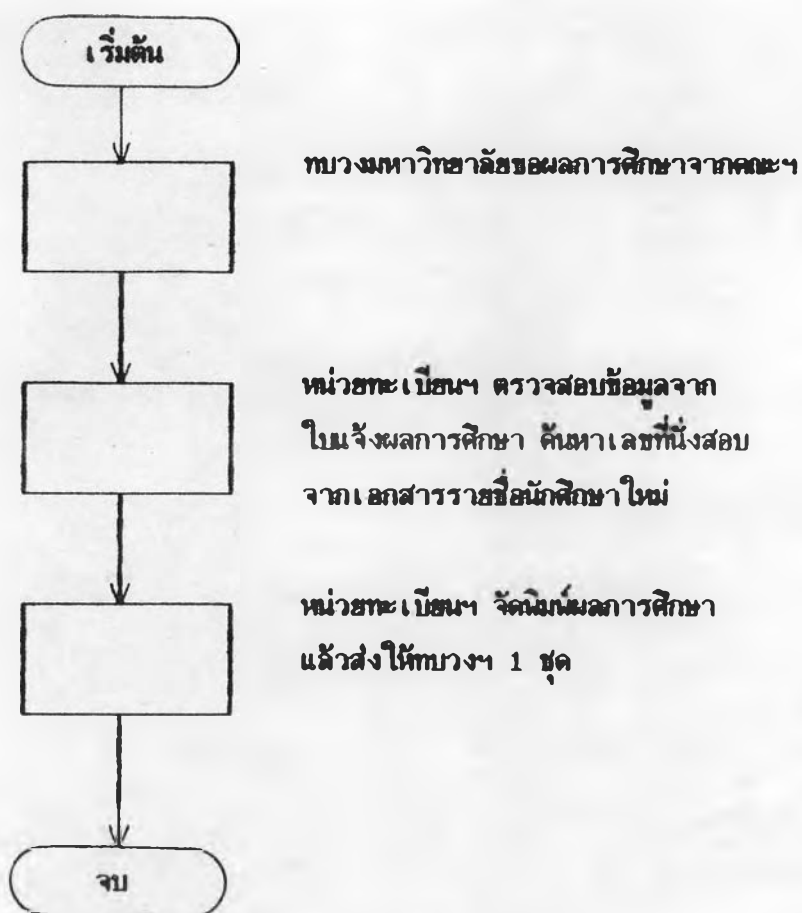 เริ่มต้น
ทบวงมหาวิทยาลัยขอผลการศึกษาจากคณะฯ
หน่วยทะเบียนฯ ตรวจสอบข้อมูลจาก
ใบแจ้งผลการศึกษา ค้นหาเลขที่นั่งสอบ
จากเอกสารรายชื่อนักศึกษาใหม่
หน่วยทะเบียนฯ จัดพิมพ์ผลการศึกษา
แล้วส่งให้ทบวงฯ 1 ชุด
จบ